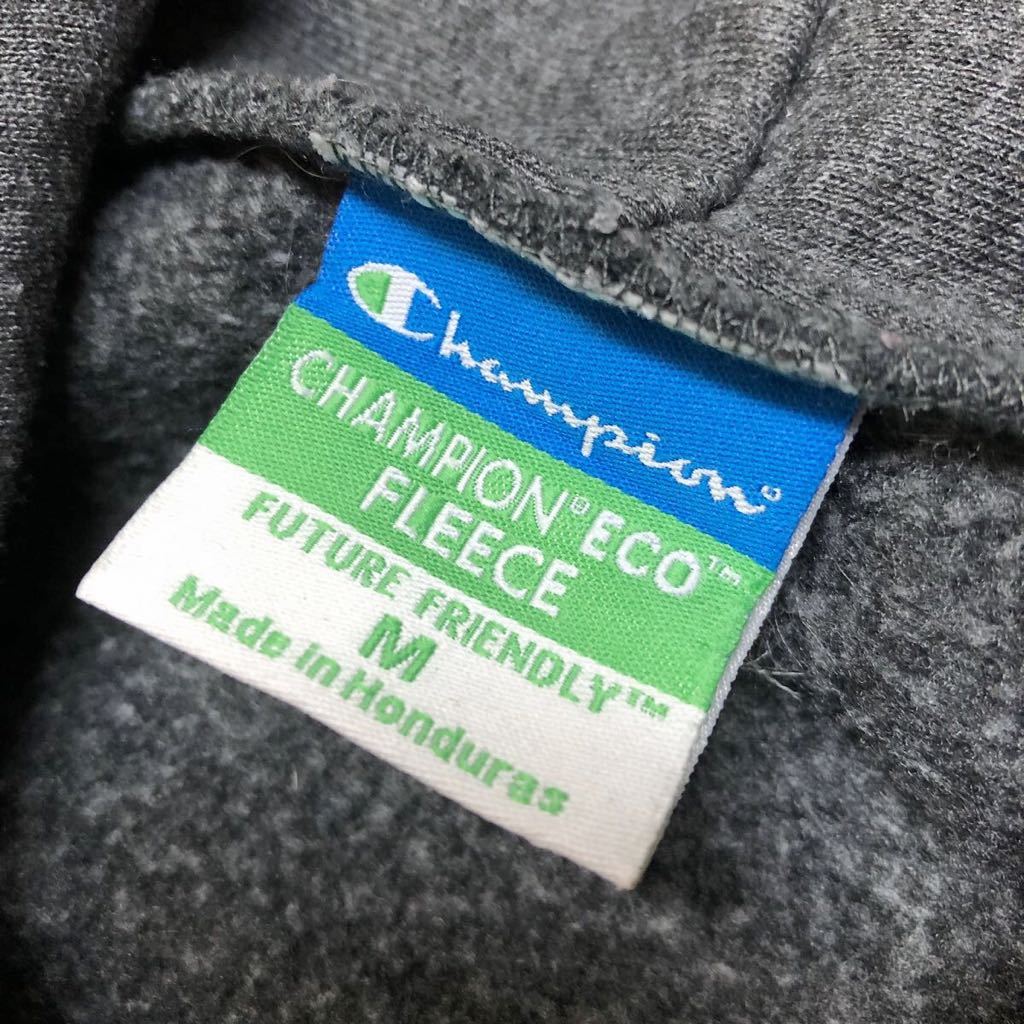 Champion®
CHAMPION® ECO™
FLEECE
FUTURE FRIENDLY™
M
Made in Honduras